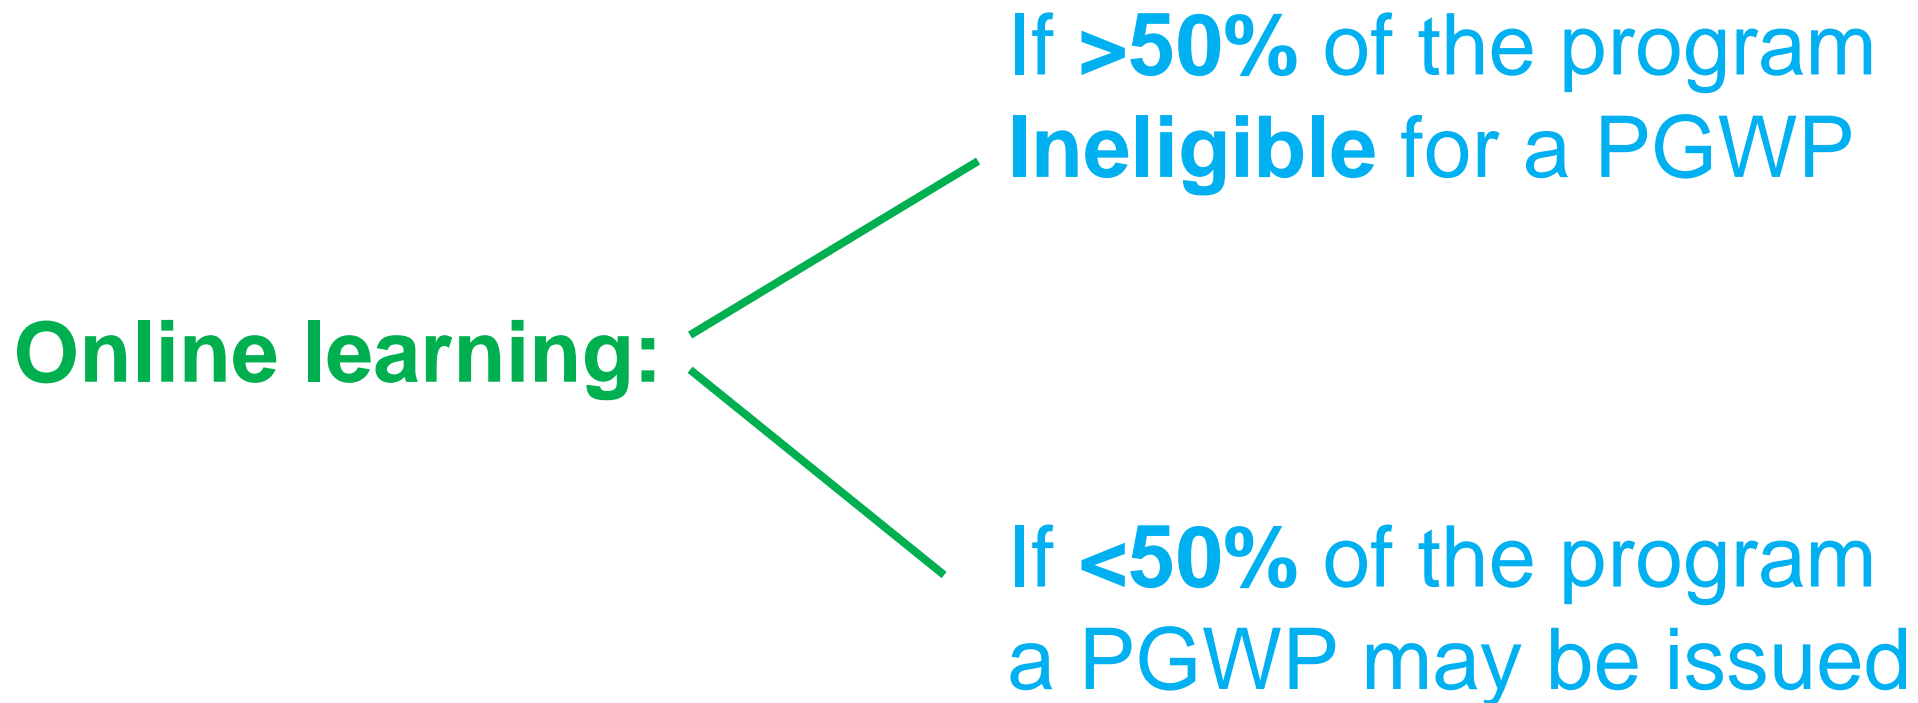 If >50% of the program
Ineligible for a PGWP
Online learning:
If <50% of the program
a PGWP may be issued